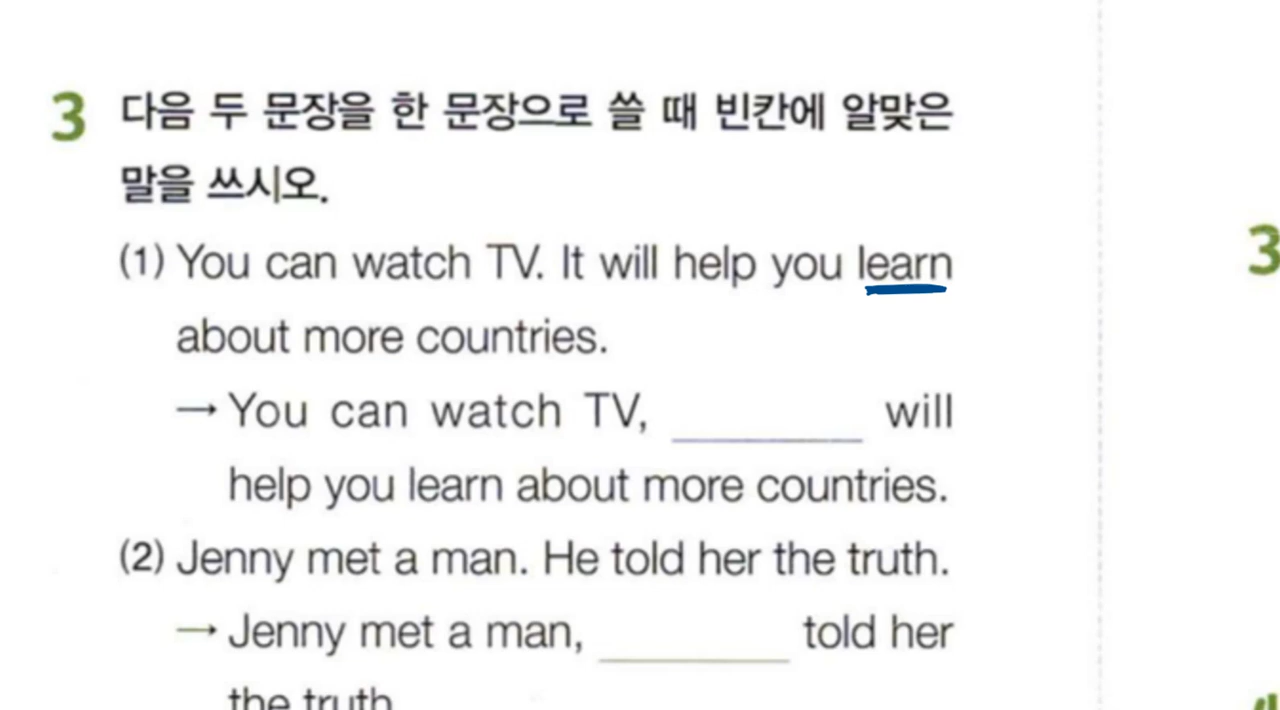 3 다음 두 문장을 한 문장으로 쓸 때 빈칸에 알맞은
말을 쓰시오.
(1) You can watch TV. It will help you learn
about more countries.
→ You can watch TV, ________ will
help you learn about more countries.
(2) Jenny met a man. He told her the truth.
→ Jenny met a man, ________ told her
the truth
3